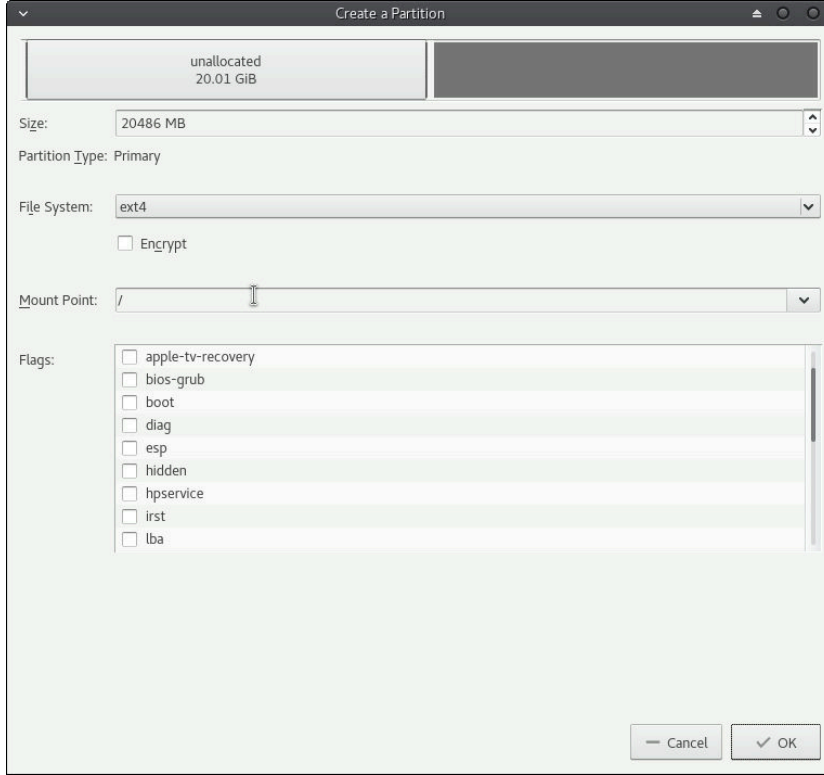 Create a Partition
unallocated
20.01 GiB
Size: 20486 MB
Partition Type: Primary
File System: ext4
Encrypt
Mount Point: /
Flags:
apple-tv-recovery
bios-grub
boot
diag
esp
hidden
hpservice
irst
lba
Cancel
OK